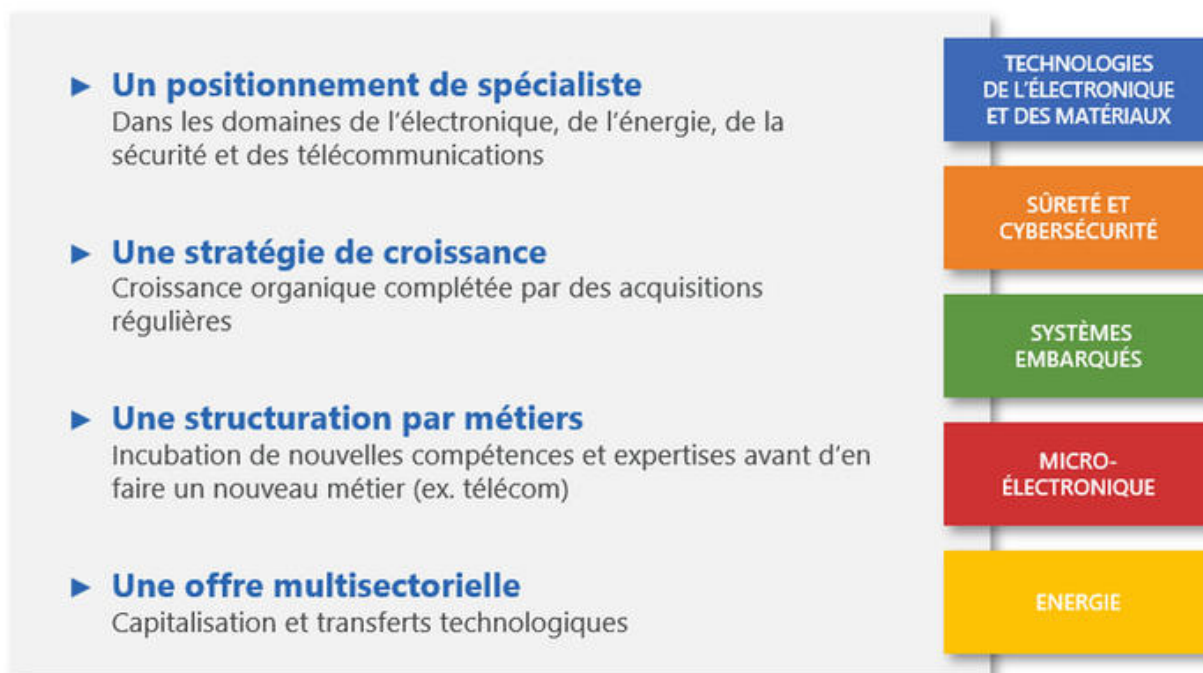 ► Un positionnement de spécialiste
Dans les domaines de l'électronique, de l'énergie, de la
sécurité et des télécommunications
► Une stratégie de croissance
Croissance organique complétée par des acquisitions
régulières
► Une structuration par métiers
Incubation de nouvelles compétences et expertises avant d'en
faire un nouveau métier (ex. télécom)
► Une offre multisectorielle
Capitalisation et transferts technologiques
TECHNOLOGIES
DE L'ÉLECTRONIQUE
ET DES MATÉRIAUX
SÛRETÉ ET
CYBERSÉCURITÉ
SYSTÈMES
EMBARQUÉS
MICRO-
ÉLECTRONIQUE
ENERGIE